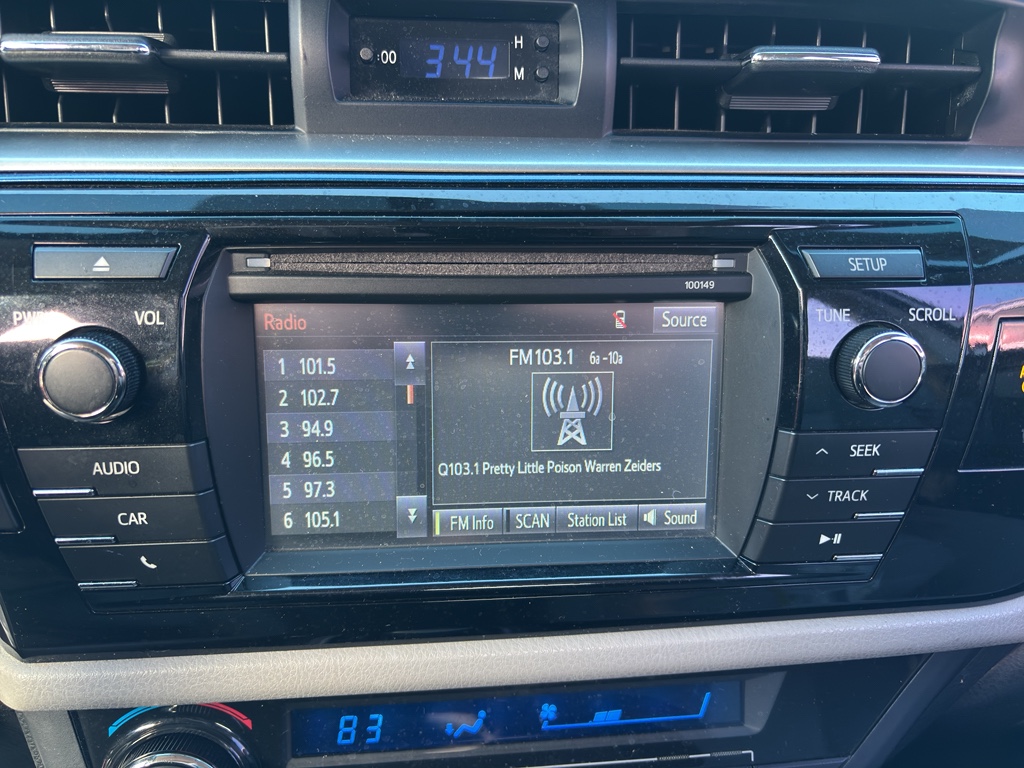 :00 3:44 H
M
SETUP
100149
PWR VOL
Radio
Source
TUNE SCROLL
1 101.5
2 102.7
3 94.9
4 96.5
5 97.3
6 105.1
FM103.1 6a-10a
Q103.1 Pretty Little Poison Warren Zeiders
FM Info SCAN Station List Sound
AUDIO
CAR
SEEK
TRACK
83